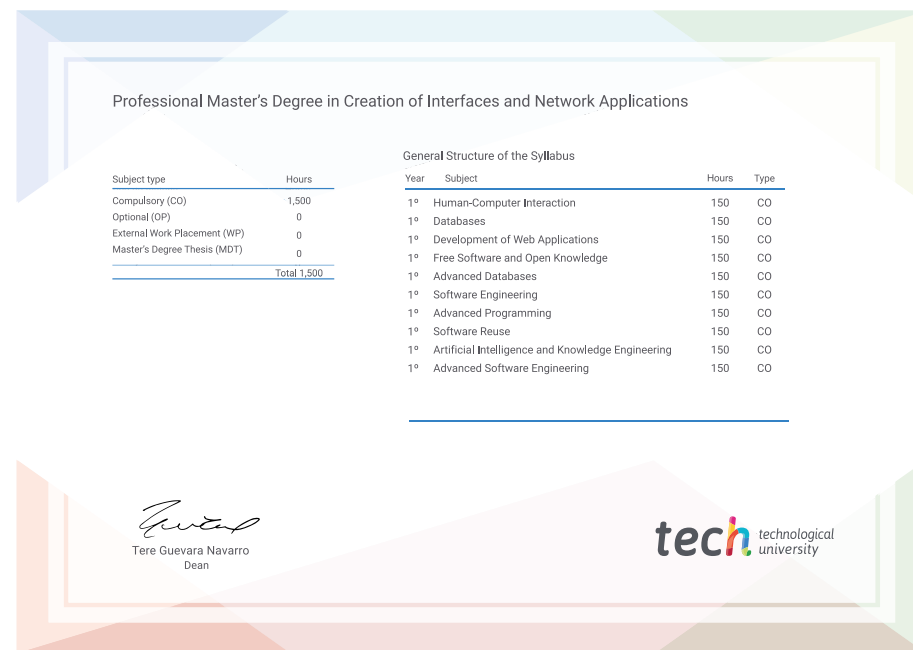 Professional Master's Degree in Creation of Interfaces and Network Applications
Subject type Hours
Compulsory (CO) 1,500
Optional (OP) 0
External Work Placement (WP) 0
Master's Degree Thesis (MDT) 0
Total 1,500
General Structure of the Syllabus
Year Subject Hours Type
1º Human-Computer Interaction 150 CO
1º Databases 150 CO
1º Development of Web Applications 150 CO
1º Free Software and Open Knowledge 150 CO
1º Advanced Databases 150 CO
1º Software Engineering 150 CO
1º Advanced Programming 150 CO
1º Software Reuse 150 CO
1º Artificial Intelligence and Knowledge Engineering 150 CO
1º Advanced Software Engineering 150 CO
Tere Guevara Navarro
Dean
tech technological
university